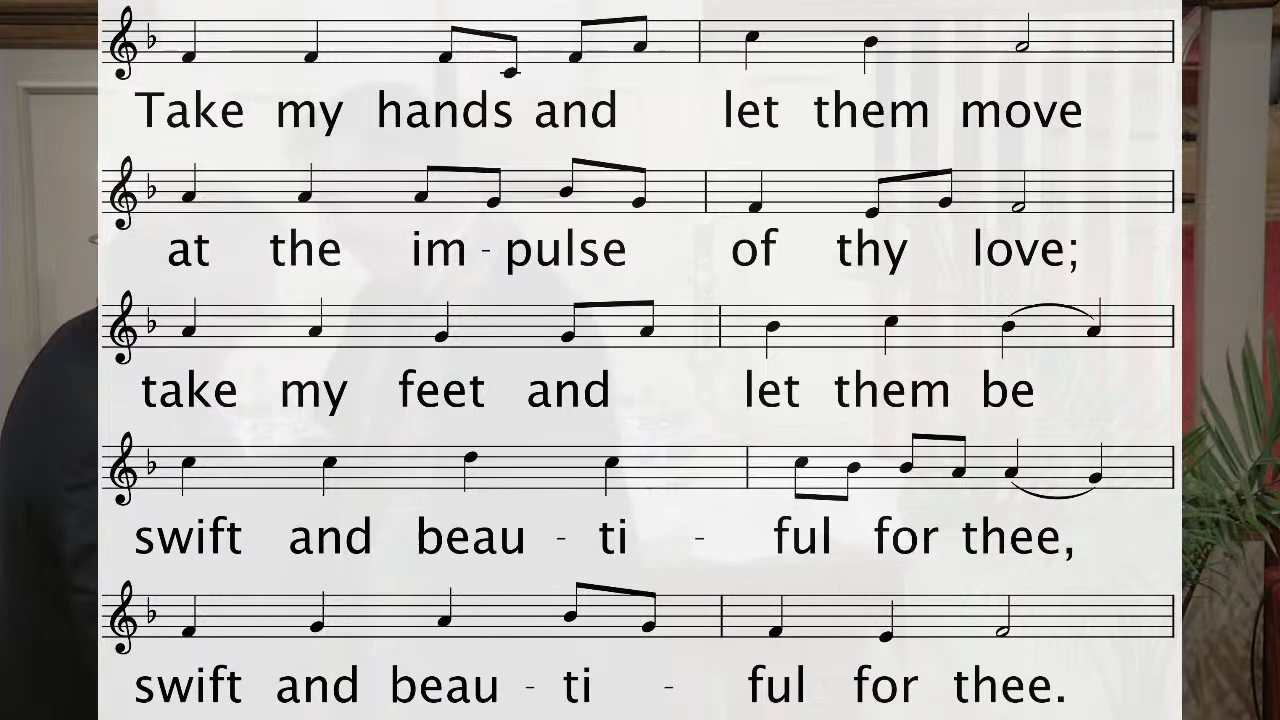 Take my hands and let them move
at the im - pulse of thy love;
take my feet and let them be
swift and beau - ti - ful for thee,
swift and beau - ti - ful for thee.